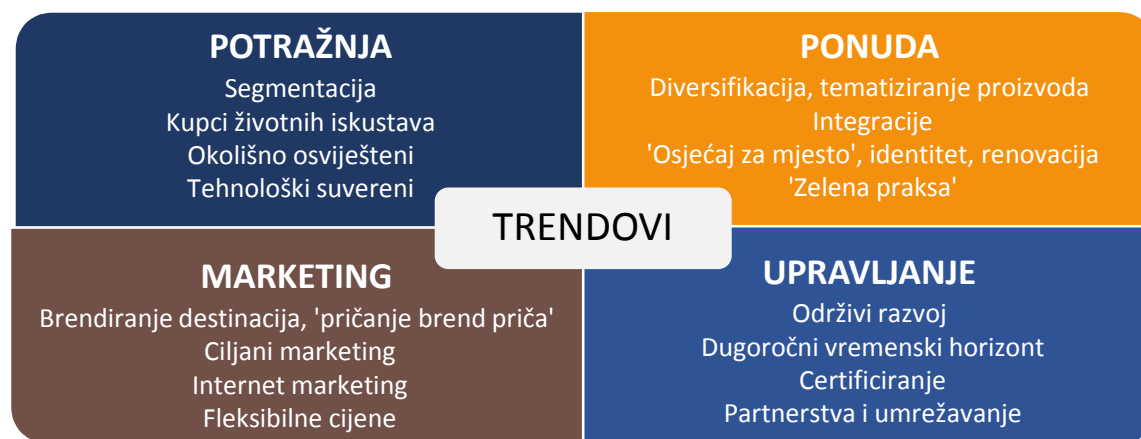 POTRAŽNJA
Segmentacija
Kupci životnih iskustava
Okolišno osviješteni
Tehnološki suvereni
PONUDA
Diversifikacija, tematiziranje proizvoda
Integracije
'Osjećaj za mjesto', identitet, renovacija
'Zelena praksa'
TRENDOVI
MARKETING
Brendiranje destinacija, 'pričanje brend priča'
Ciljani marketing
Internet marketing
Fleksibilne cijene
UPRAVLJANJE
Održivi razvoj
Dugoročni vremenski horizont
Certificiranje
Partnerstva i umrežavanje